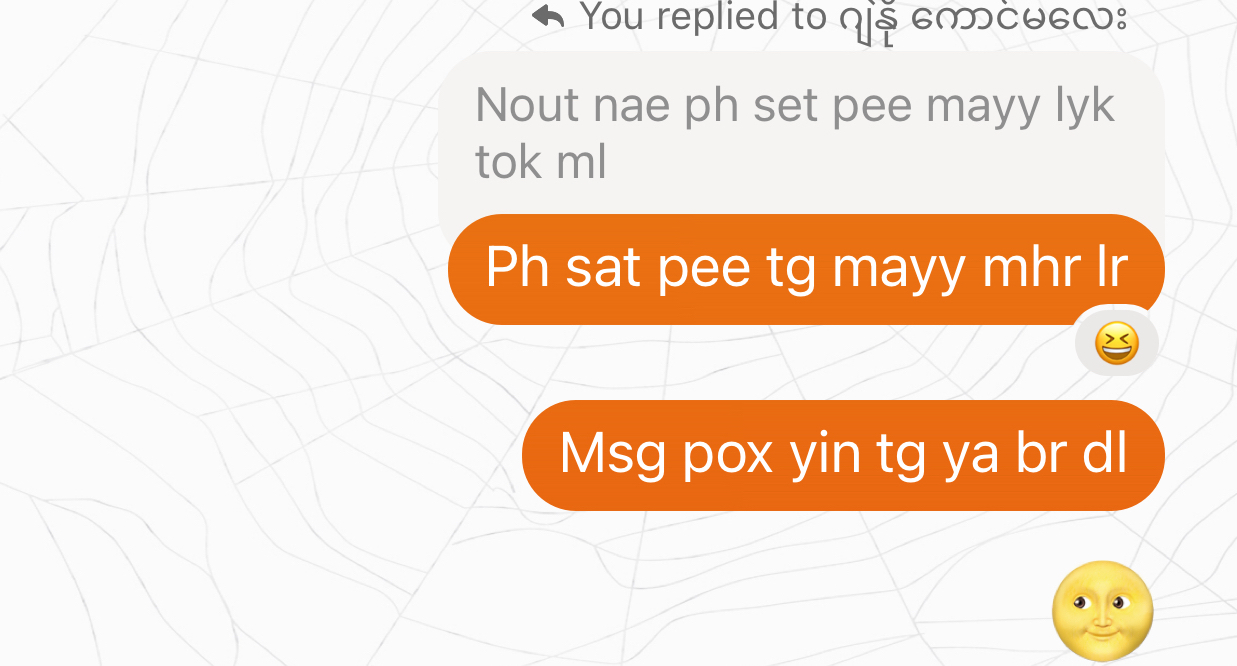 You replied to ဂျဲန်ို ကောင်မလေး
Nout nae ph set pee mayy lyk
tok ml
Ph sat pee tg mayy mhr lr
Msg pox yin tg ya br dl